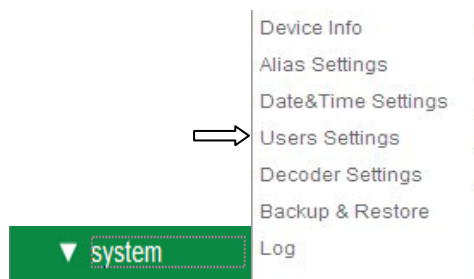 Device Info
Alias Settings
Date&Time Settings
Users Settings
Decoder Settings
Backup & Restore
system
Log